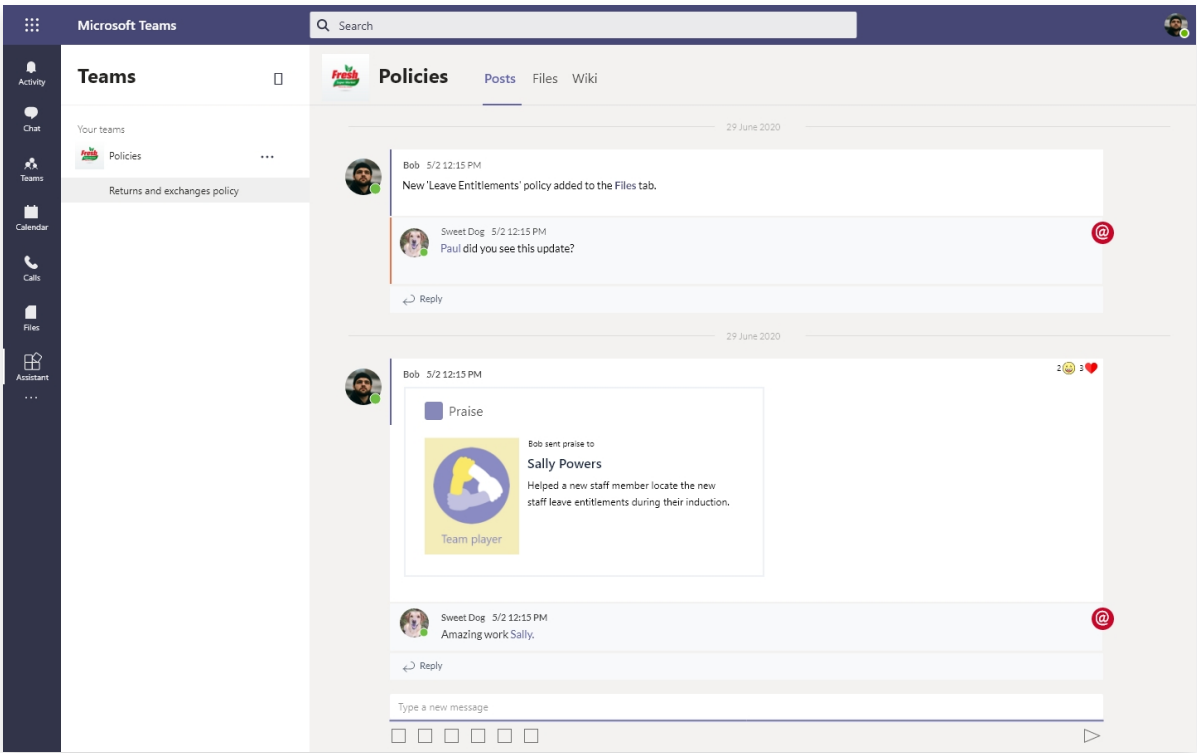 Microsoft Teams
Search
Activity
Chat
Teams
Calendar
Calls
Files
Assistant
Teams
Your teams
Fresh
Policies
Returns and exchanges policy
Fresh
Policies
Posts
Files
Wiki
29 June 2020
Bob 5/2 12:15 PM
New 'Leave Entitlements' policy added to the Files tab.
Sweet Dog 5/2 12:15 PM
@
Paul did you see this update?
Reply
29 June 2020
Bob 5/2 12:15 PM
2 3
Praise
Bob sent praise to
Sally Powers
Helped a new staff member locate the new
staff leave entitlements during their induction.
Team player
Sweet Dog 5/2 12:15 PM
@
Amazing work Sally.
Reply
Type a new message